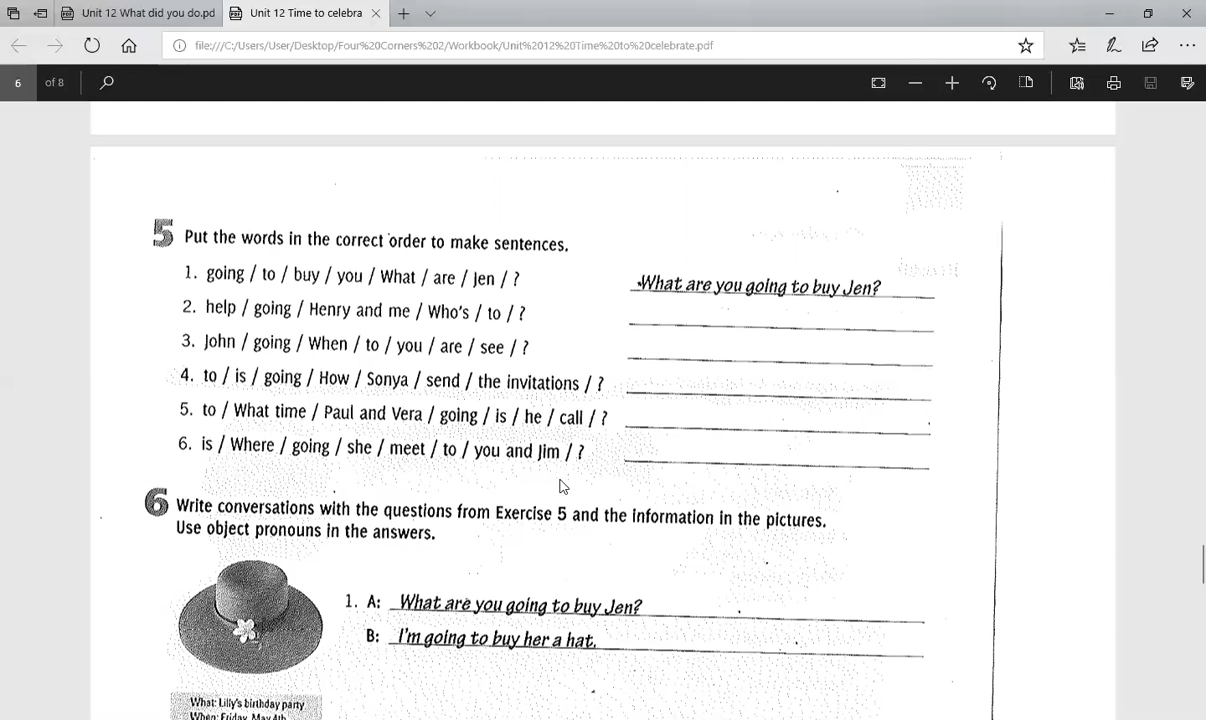 Unit 12 What did you do.pd
Unit 12 Time to celebra
file:///C:/Users/User/Desktop/Four%20Corners%202/Workbook/Unit%2012%20Time%20to%20celebrate.pdf
6 of 8
5 Put the words in the correct order to make sentences.
1. going / to / buy / you / What / are / Jen / ? What are you going to buy Jen?
2. help / going / Henry and me / Who's / to / ?
3. John / going / When / to / you / are / see / ?
4. to / is / going / How / Sonya / send / the invitations / ?
5. to / What time / Paul and Vera / going / is / he / call / ?
6. is / Where / going / she / meet / to / you and Jim / ?
6 Write conversations with the questions from Exercise 5 and the information in the pictures.
Use object pronouns in the answers.
1. A: What are you going to buy Jen?
B: I'm going to buy her a hat.
What: Lilly's birthday party
When: Friday, May 4th